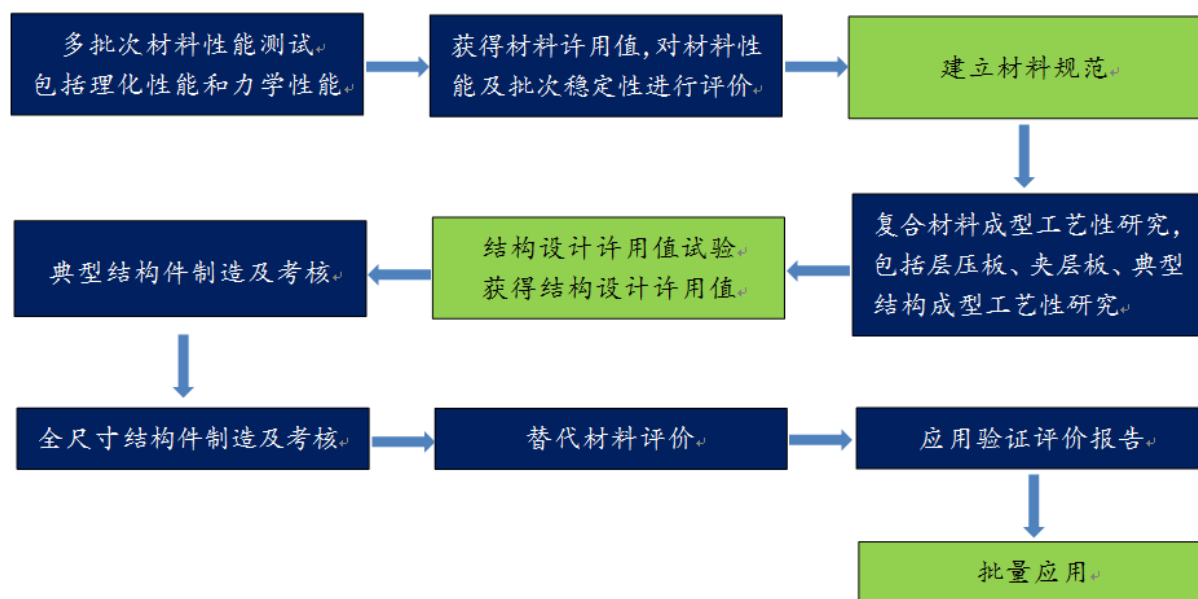 多批次材料性能测试
包括理化性能和力学性能
获得材料许用值,对材料性
能及批次稳定性进行评价
建立材料规范
复合材料成型工艺性研究,
包括层压板、夹层板、典型
结构成型工艺性研究
结构设计许用值试验
获得结构设计许用值
典型结构件制造及考核
全尺寸结构件制造及考核
替代材料评价
应用验证评价报告
批量应用